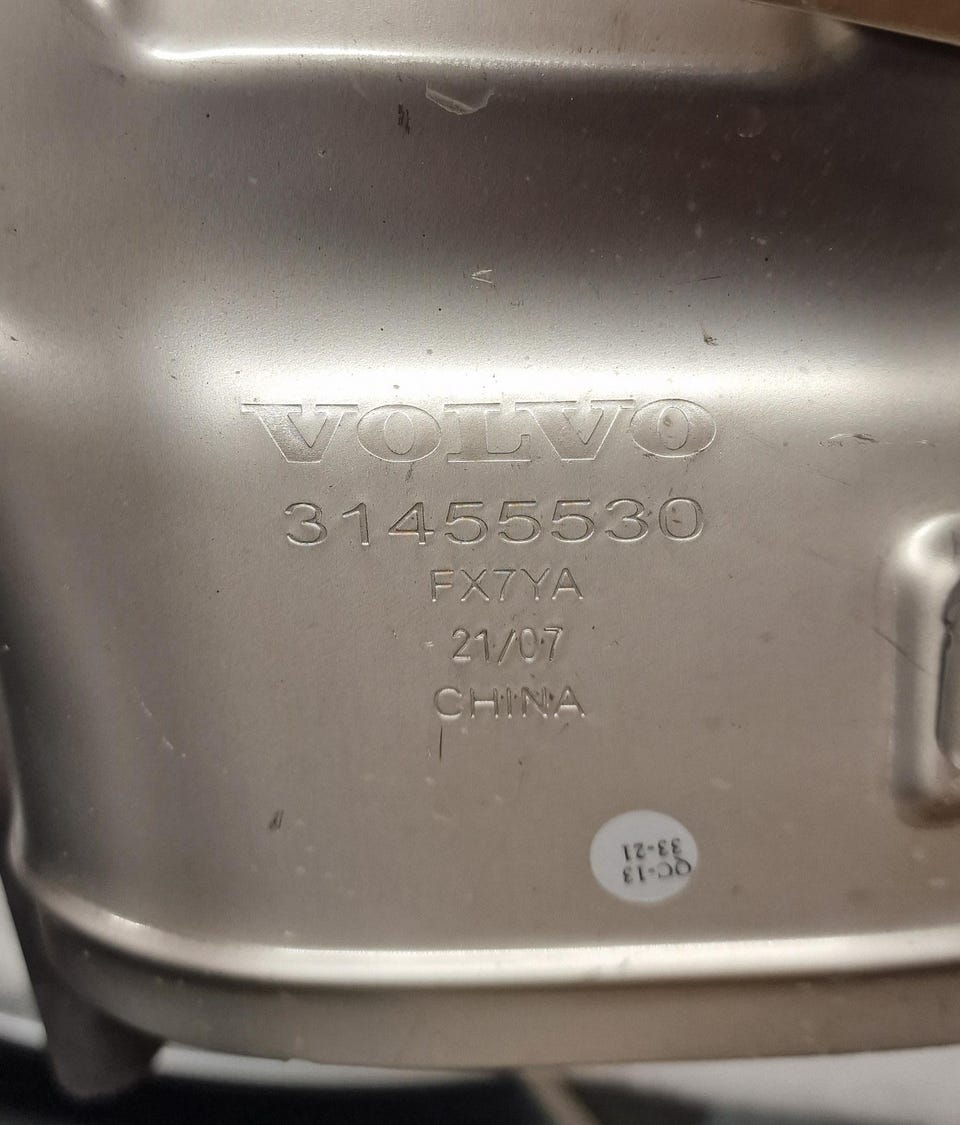 VOLVO
31455530
FX7YA
21/07
CHINA
QC-13
33-21